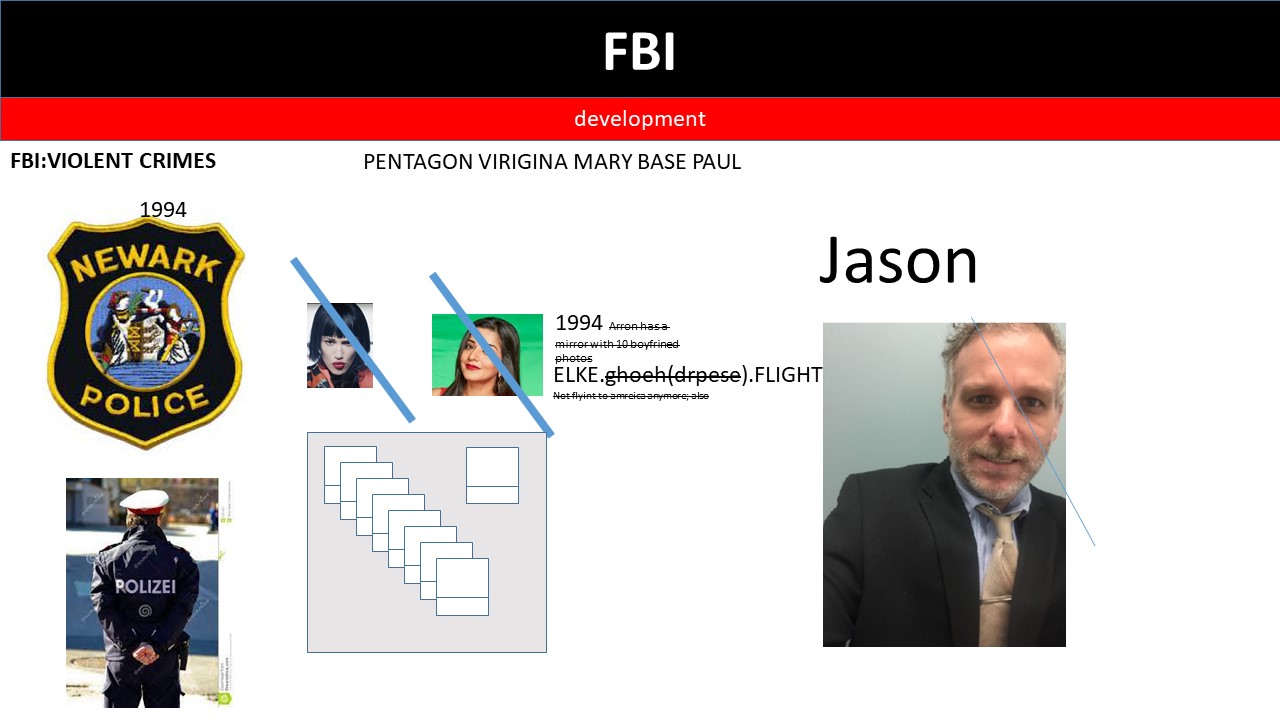 FBI
development
FBI:VIOLENT CRIMES
PENTAGON VIRIGINA MARY BASE PAUL
1994
NEWARK
POLICE
Jason
1994 Arron has a
mirror with 10 boyfrined
photos
ELKE.ghoeh(drpese).FLIGHT
Not flyint to amreica anymore; also
POLIZEI